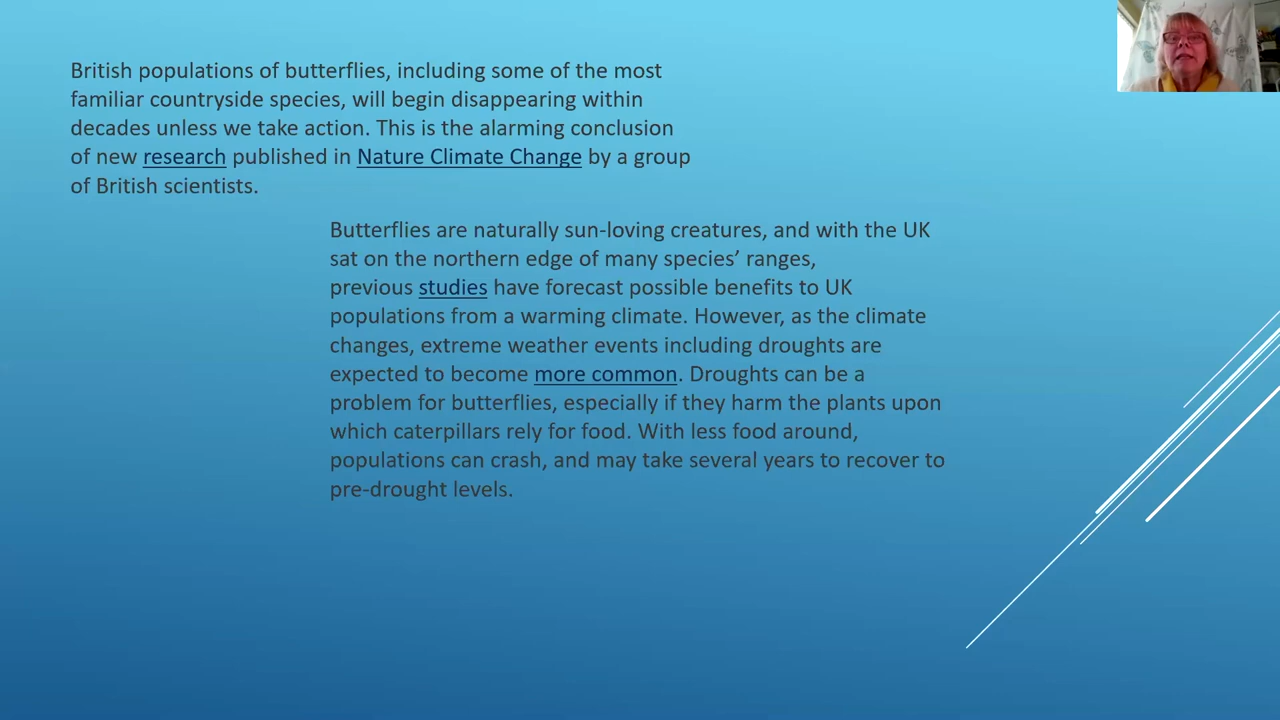 British populations of butterflies, including some of the most
familiar countryside species, will begin disappearing within
decades unless we take action. This is the alarming conclusion
of new research published in Nature Climate Change by a group
of British scientists.
Butterflies are naturally sun-loving creatures, and with the UK
sat on the northern edge of many species’ ranges,
previous studies have forecast possible benefits to UK
populations from a warming climate. However, as the climate
changes, extreme weather events including droughts are
expected to become more common. Droughts can be a
problem for butterflies, especially if they harm the plants upon
which caterpillars rely for food. With less food around,
populations can crash, and may take several years to recover to
pre-drought levels.